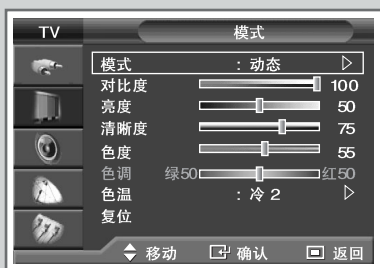 TV 模式
模式 : 动态
对比度 100
亮度 50
清晰度 75
色度 55
色调 绿50 红50
色温 : 冷 2
复位
移动 确认 返回